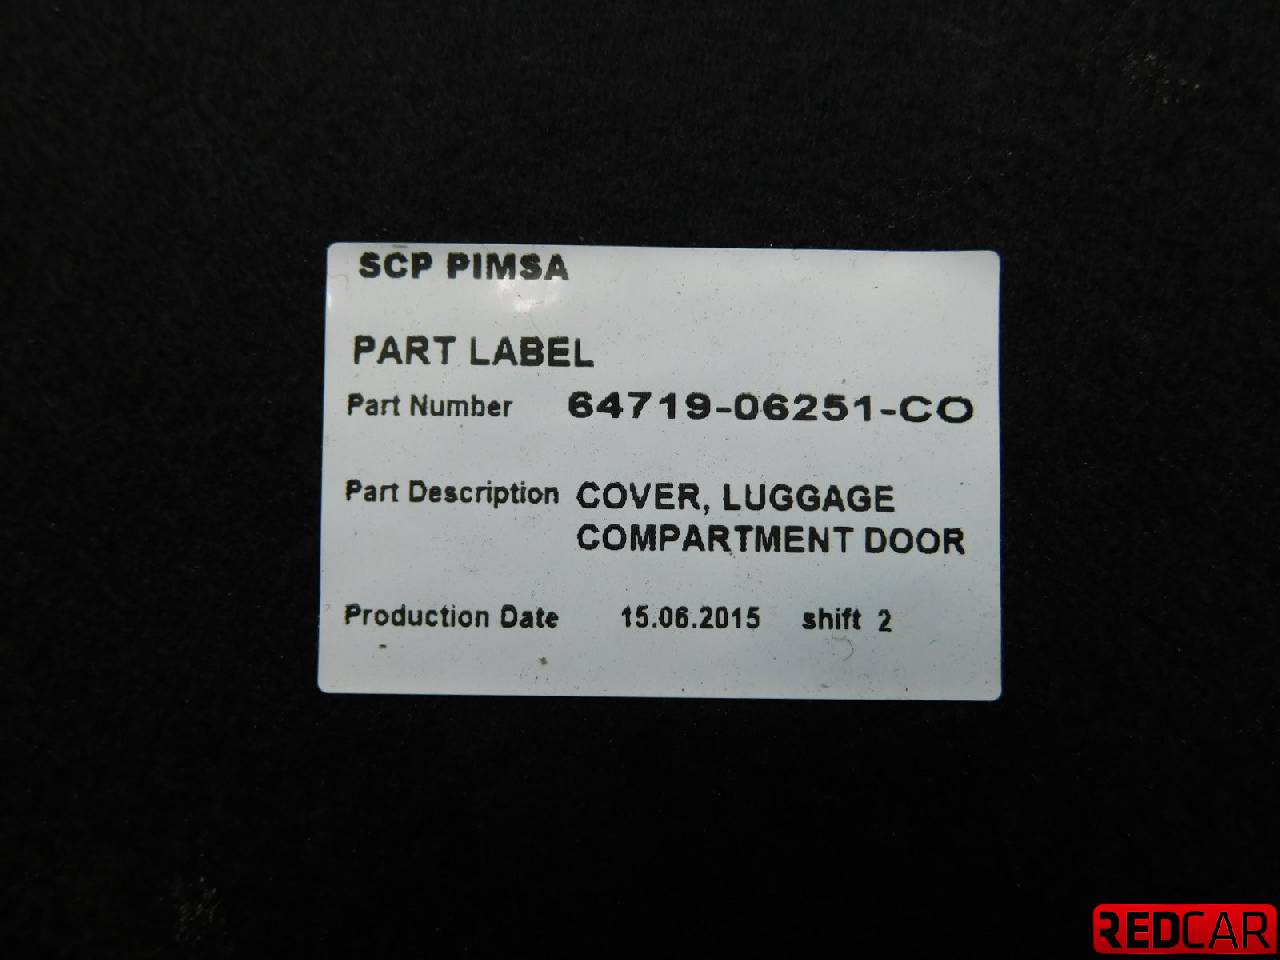 SCP PIMSA
PART LABEL
Part Number 64719-06251-CO
Part Description COVER, LUGGAGE
COMPARTMENT DOOR
Production Date 15.06.2015 shift 2
REDCAR